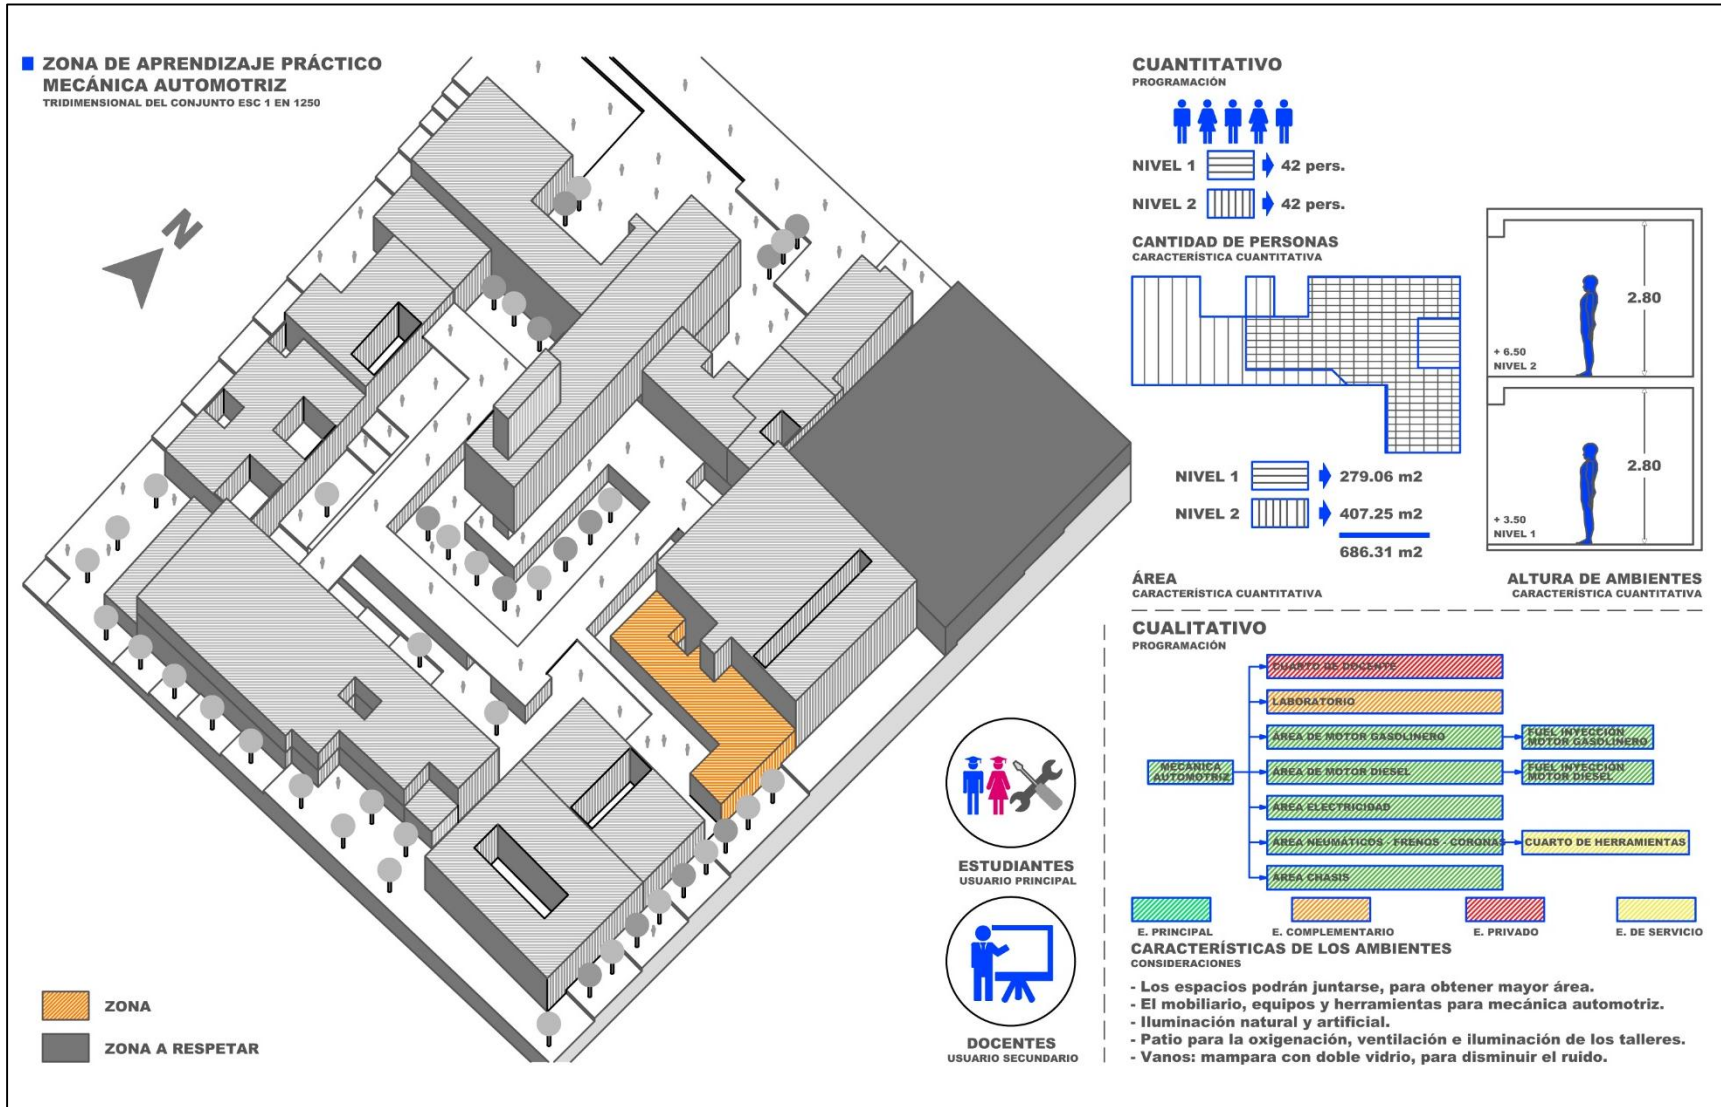 ZONA DE APRENDIZAJE PRÁCTICO
MECÁNICA AUTOMOTRIZ
TRIDIMENSIONAL DEL CONJUNTO ESC 1 EN 1250
N
ZONA
ZONA A RESPETAR
ESTUDIANTES
USUARIO PRINCIPAL
DOCENTES
USUARIO SECUNDARIO
CUANTITATIVO
PROGRAMACIÓN
NIVEL 1 42 pers.
NIVEL 2 42 pers.
CANTIDAD DE PERSONAS
CARACTERÍSTICA CUANTITATIVA
NIVEL 1 279.06 m2
NIVEL 2 407.25 m2
686.31 m2
ÁREA
CARACTERÍSTICA CUANTITATIVA
2.80
+ 6.50
NIVEL 2
2.80
+ 3.50
NIVEL 1
ALTURA DE AMBIENTES
CARACTERÍSTICA CUANTITATIVA
CUALITATIVO
PROGRAMACIÓN
MECÁNICA
AUTOMOTRIZ
CUARTO DE DOCENTE
LABORATORIO
ÁREA DE MOTOR GASOLINERO
FUEL INYECCIÓN
MOTOR GASOLINERO
ÁREA DE MOTOR DIESEL
FUEL INYECCIÓN
MOTOR DIESEL
ÁREA ELECTRICIDAD
ÁREA NEUMÁTICOS - FRENOS - CORONAS
CUARTO DE HERRAMIENTAS
ÁREA CHASIS
E. PRINCIPAL
E. COMPLEMENTARIO
E. PRIVADO
E. DE SERVICIO
CARACTERÍSTICAS DE LOS AMBIENTES
CONSIDERACIONES
- Los espacios podrán juntarse, para obtener mayor área.
- El mobiliario, equipos y herramientas para mecánica automotriz.
- Iluminación natural y artificial.
- Patio para la oxigenación, ventilación e iluminación de los talleres.
- Vanos: mampara con doble vidrio, para disminuir el ruido.